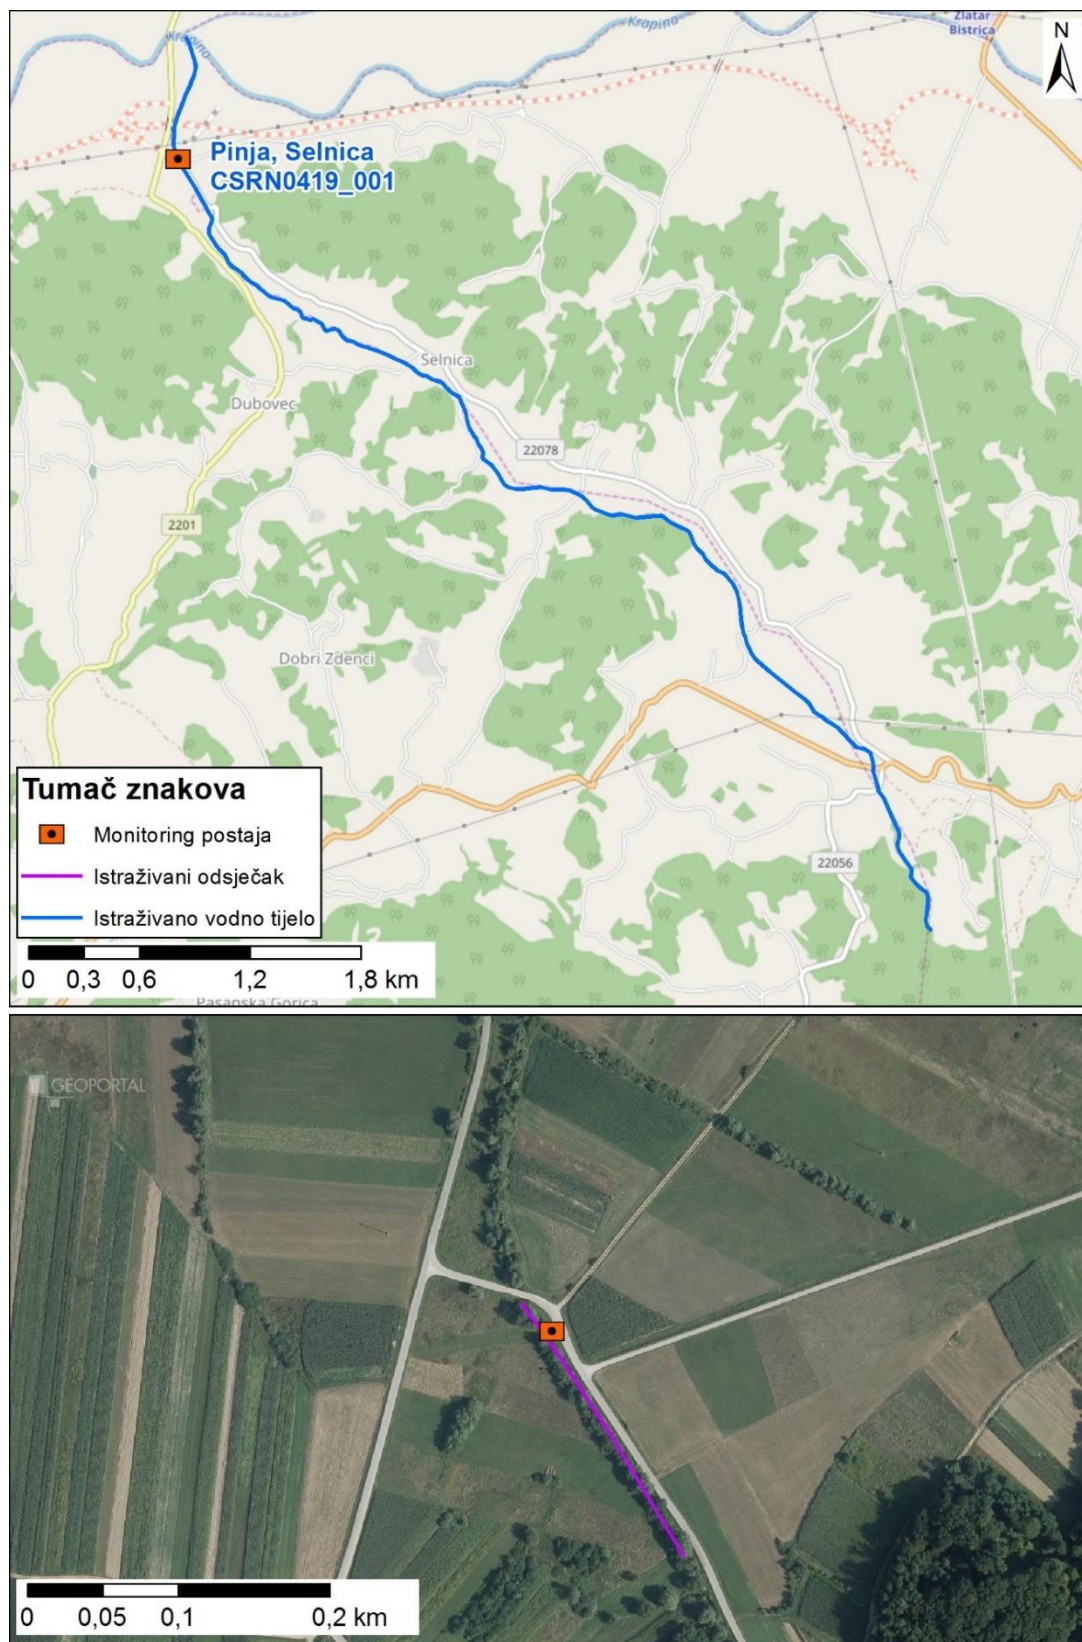 Krapina
Krapina
Zlatar
Bistrica
N
Pinja, Selnica
CSRN0419_001
Selnica
Dubovec
22078
2201
Dobri Zdenci
22056
Tumač znakova
Monitoring postaja
Istraživani odsječak
Istraživano vodno tijelo
0 0,3 0,6 1,2 1,8 km
Pasanska Gorica
GEOPORTAL
0 0,05 0,1 0,2 km